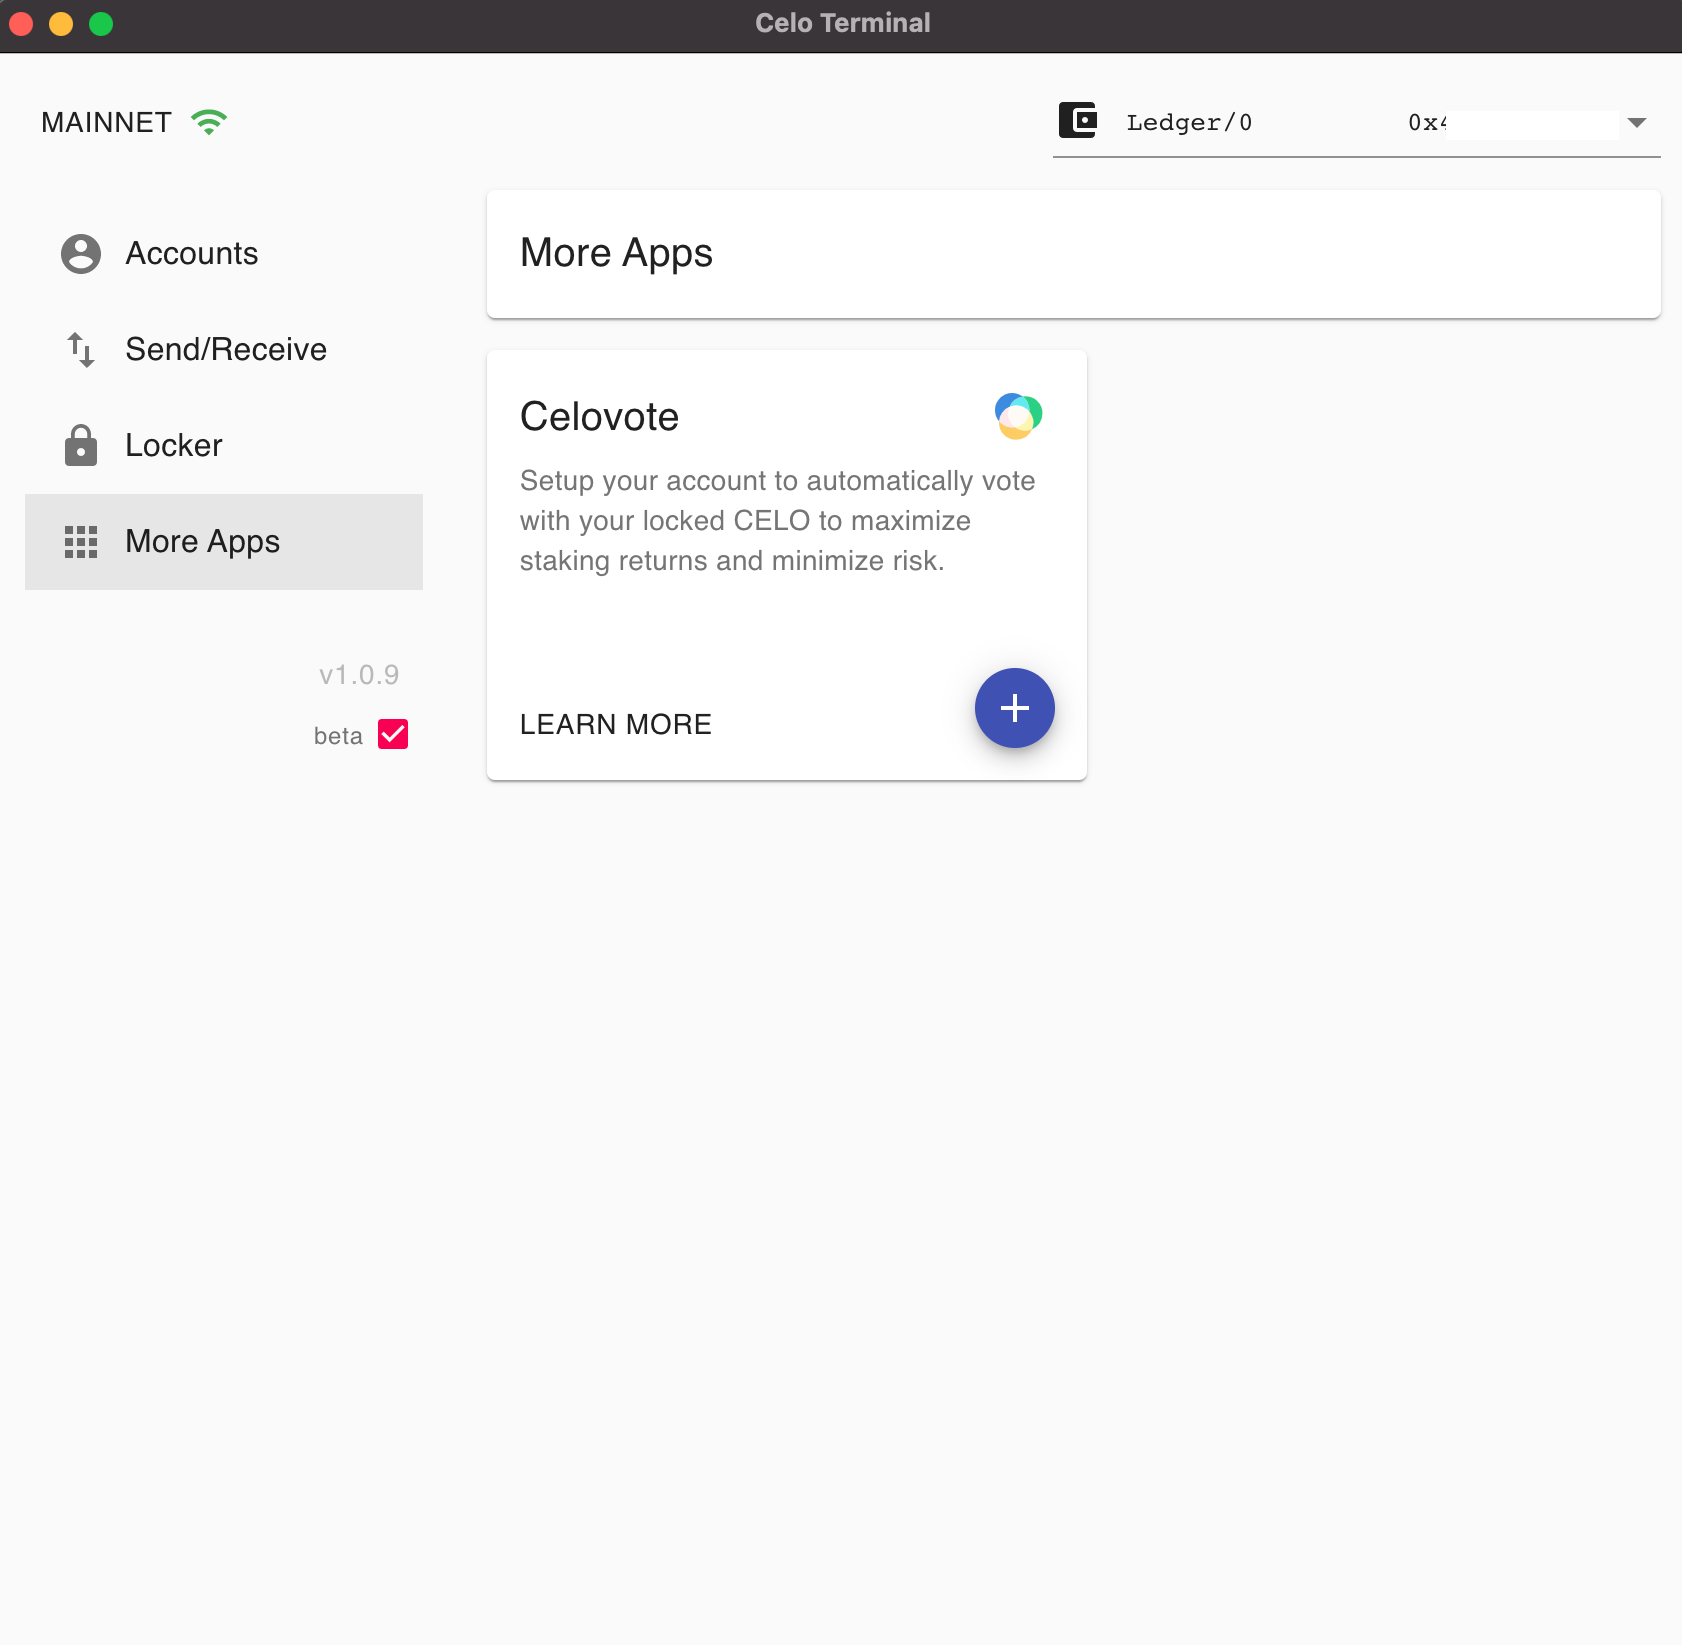 Celo Terminal
MAINNET
Ledger/0 0x4
Accounts
Send/Receive
Locker
More Apps
v1.0.9
beta
More Apps
Celovote
Setup your account to automatically vote
with your locked CELO to maximize
staking returns and minimize risk.
LEARN MORE